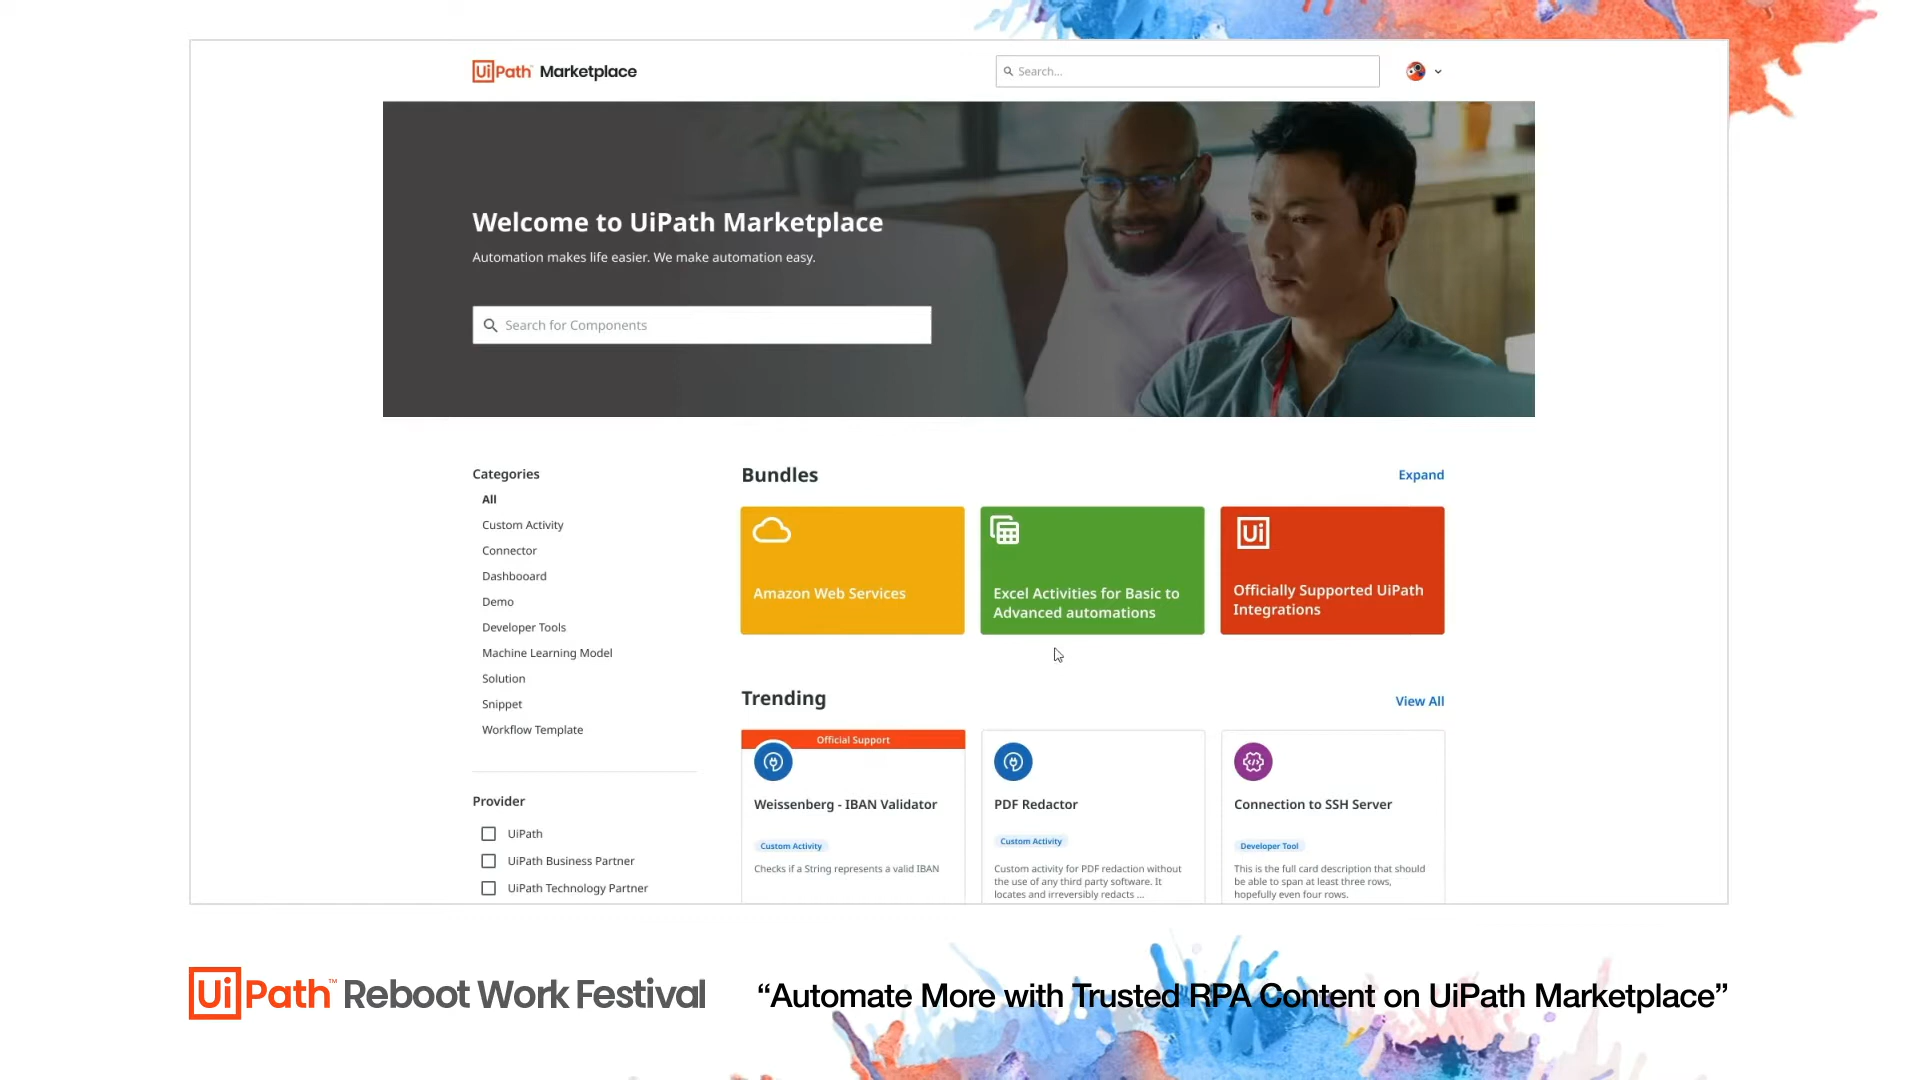 UiPath Marketplace
Search...
Welcome to UiPath Marketplace
Automation makes life easier. We make automation easy.
Search for Components
Categories
All
Custom Activity
Connector
Dashbooard
Demo
Developer Tools
Machine Learning Model
Solution
Snippet
Workflow Template
Provider
UiPath
UiPath Business Partner
UiPath Technology Partner
Bundles
Expand
Amazon Web Services
Excel Activities for Basic to
Advanced automations
Ui
Officially Supported UiPath
Integrations
Trending
View All
Official Support
Weissenberg - IBAN Validator
Custom Activity
Checks if a String represents a valid IBAN
PDF Redactor
Custom Activity
Custom activity for PDF redaction without
the use of any third party software. It
locates and irreversibly redacts ...
Connection to SSH Server
Developer Tool
This is the full card description that should
be able to span at least three rows,
hopefully even four rows.
UiPath™ Reboot Work Festival
“Automate More with Trusted RPA Content on UiPath Marketplace”